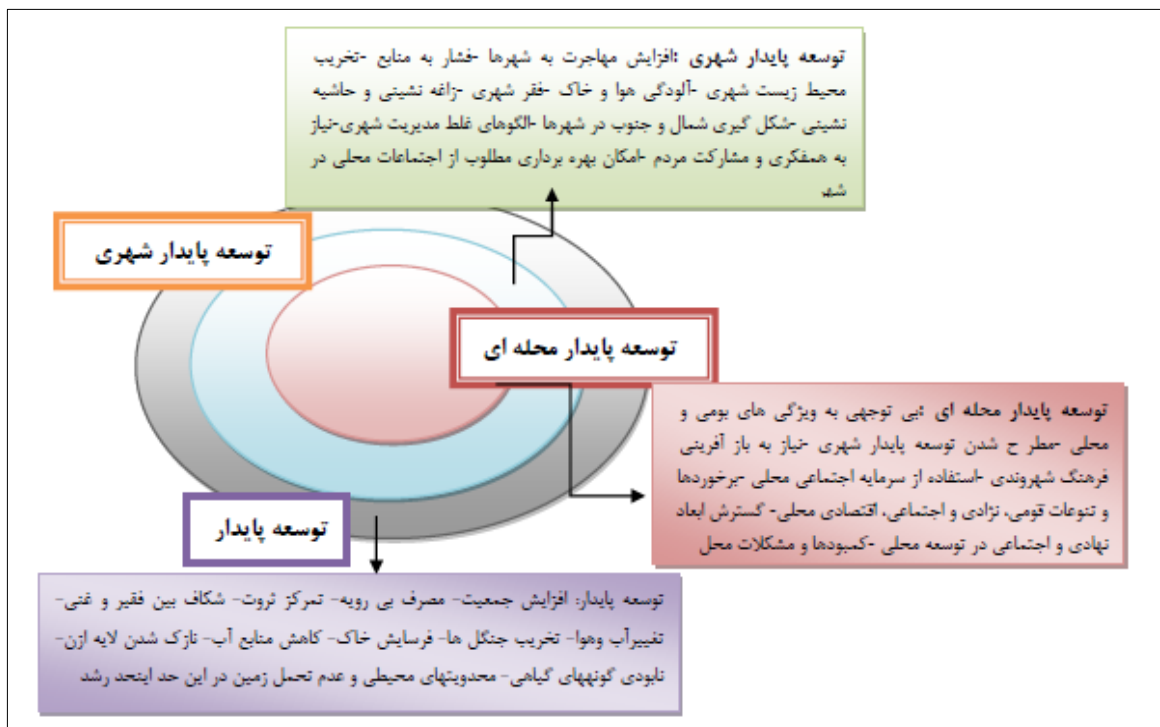 توسعه پایدار شهری :افزایش مهاجرت به شهرها -فشار به منابع -تخریب
محیط زیست شهری -آلودگی هوا و خاک -فقر شهری -زاغه نشینی و حاشیه
نشینی -شکل گیری شمال و جنوب در شهرها -الگوهای غلط مدیریت شهری-نیاز
به همفکری و مشارکت مردم -امکان بهره برداری مطلوب از اجتماعات محلی در
شهر
توسعه پایدار شهری
توسعه پایدار محله ای
توسعه پایدار محله ای :بی توجهی به ویژگی های بومی و
محلی -مطر ح شدن توسعه پایدار شهری -نیاز به باز آفرینی
فرهنگ شهروندی -استفاده از سرمایه اجتماعی محلی -برخوردها
و تنوعات قومی، نژادی و اجتماعی، اقتصادی محلی- گسترش ابعاد
نهادی و اجتماعی در توسعه محلی -کمبودها و مشکلات محل
توسعه پایدار
توسعه پایدار: افزایش جمعیت- مصرف بی رویه- تمرکز ثروت- شکاف بین فقیر و غنی-
تغییرآب وهوا- تخریب جنگل ها- فرسایش خاک- کاهش منابع آب- نازک شدن لایه ازن-
نابودی گونههای گیاهی- محدویتهای محیطی و عدم تحمل زمین در این حد اینحد رشد